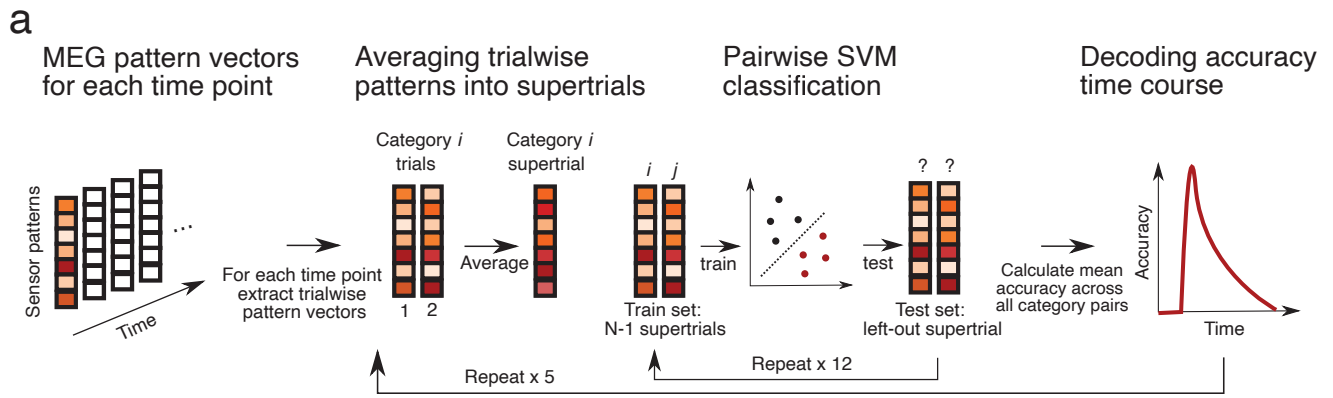 a
MEG pattern vectors
for each time point
Averaging trialwise
patterns into supertrials
Pairwise SVM
classification
Decoding accuracy
time course
Sensor patterns
Time
...
For each time point
extract trialwise
pattern vectors
Category i
trials
1 2
Average
Category i
supertrial
i j
Train set:
N-1 supertrials
train
test
? ?
Test set:
left-out supertrial
Calculate mean
accuracy across
all category pairs
Accuracy
Time
Repeat x 5
Repeat x 12